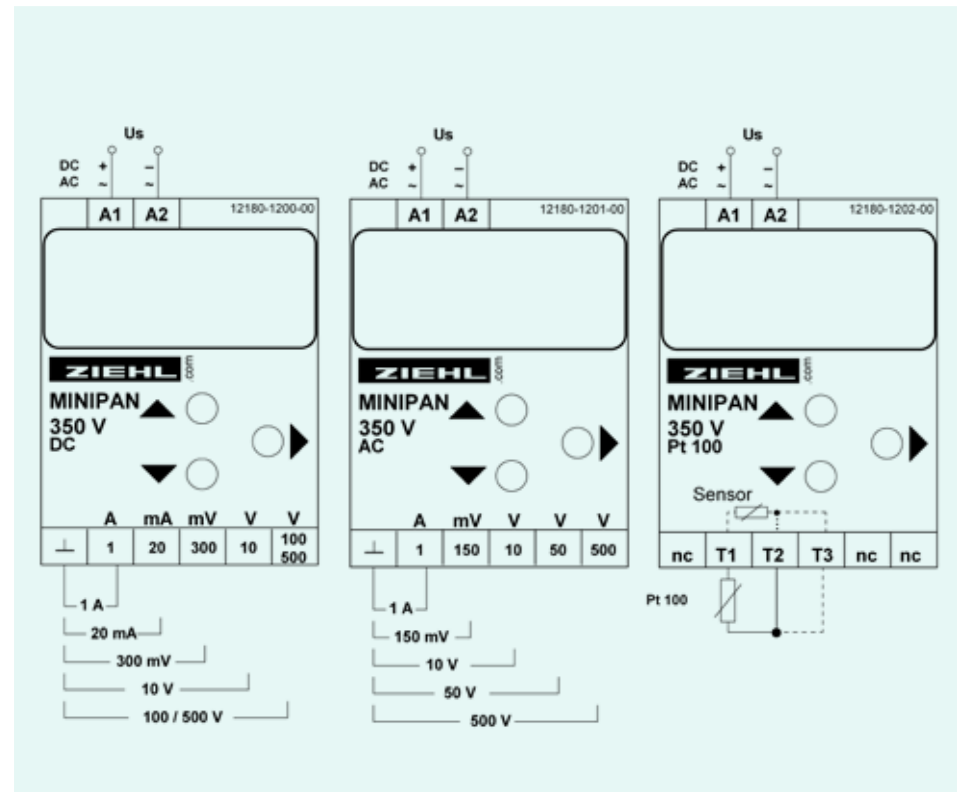 Us
DC + −
AC ~ ~
A1 A2 12180-1200-00
ZIEHL .com
MINIPAN
350 V
DC
A mA mV V V
⊥ 1 20 300 10 100
500
1 A
20 mA
300 mV
10 V
100 / 500 V
Us
DC + −
AC ~ ~
A1 A2 12180-1201-00
ZIEHL .com
MINIPAN
350 V
AC
A mV V V V
⊥ 1 150 10 50 500
1 A
150 mV
10 V
50 V
500 V
Us
DC + −
AC ~ ~
A1 A2 12180-1202-00
ZIEHL .com
MINIPAN
350 V
Pt 100
Sensor
nc T1 T2 T3 nc nc
Pt 100